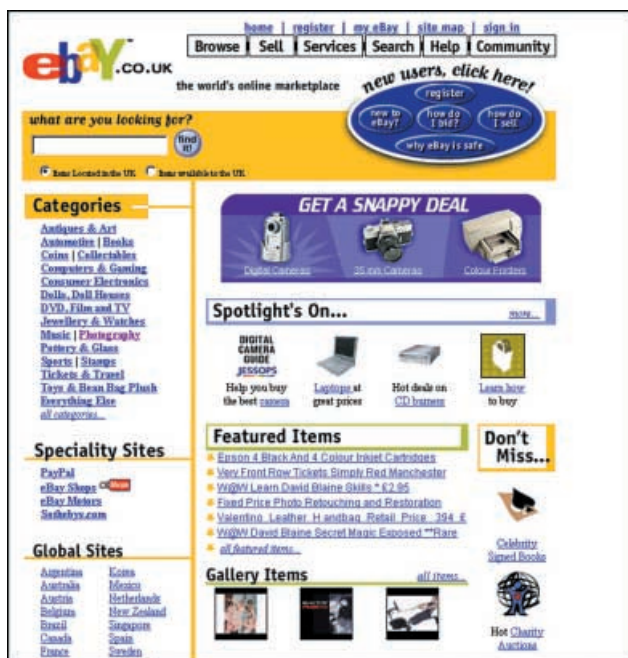 home | register | my eBay | site map | sign in
Browse Sell Services Search Help Community
ebay .co.uk
the world's online marketplace
new users, click here!
register
new to eBay?
how do I bid?
how do I sell
why eBay is safe
what are you looking for?
find it!
Items Located in the UK Items available to the UK
Categories
Antiques & Art
Automotive | Books
Coins | Collectables
Computers & Gaming
Consumer Electronics
Dolls, Doll Houses
DVD, Film and TV
Jewellery & Watches
Music | Photography
Pottery & Glass
Sports | Stamps
Tickets & Travel
Toys & Bean Bag Plush
Everything Else
all categories...
Speciality Sites
PayPal
eBay Shops
eBay Motors
Sothebys.com
Global Sites
Argentina Korea
Australia Mexico
Austria Netherlands
Belgium New Zealand
Brazil Singapore
Canada Spain
France Sweden
GET A SNAPPY DEAL
Digital Cameras
35 mm Cameras
Colour Printers
Spotlight's On...
more...
DIGITAL
CAMERA
GUIDE
JESSOPS
Help you buy
the best camera
Laptops at
great prices
Hot deals on
CD burners
Learn how
to buy
Featured Items
Epson 4 Black And 4 Colour Inkjet Cartridges
Very Front Row Tickets Simply Red Manchester
W@W Learn David Blaine Skills * £2.95
Fixed Price Photo Retouching and Restoration
Valentino Leather Handbag Retail Price 394 £
W@W David Blaine Secret Magic Exposed **Rare
all featured items...
Gallery Items
all items...
Don't
Miss...
Celebrity
Signed Books
Hot Charity
Auctions